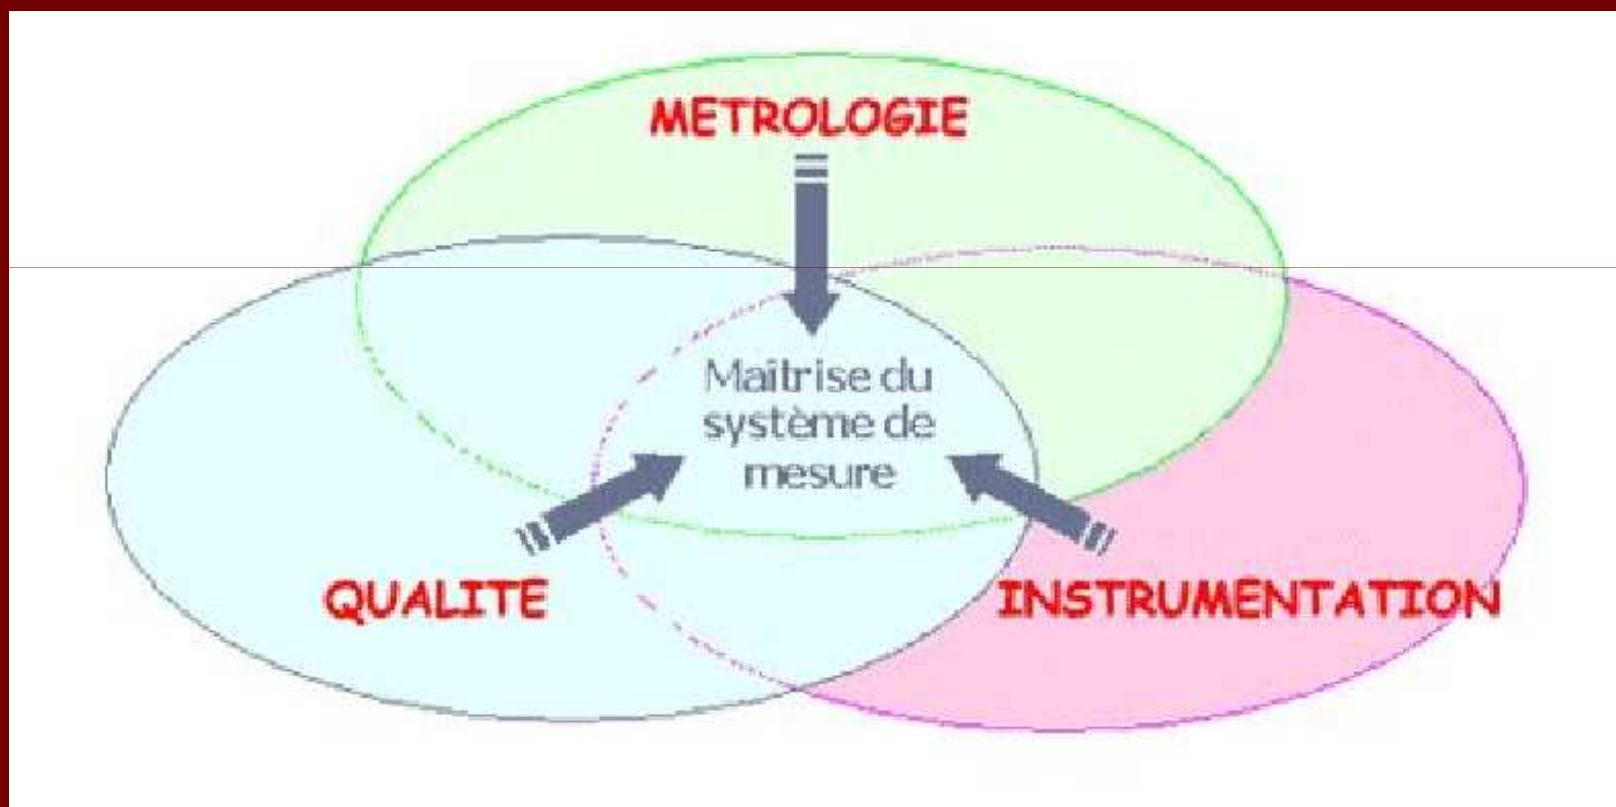 METROLOGIE
Maîtrise du
système de
mesure
QUALITE
INSTRUMENTATION